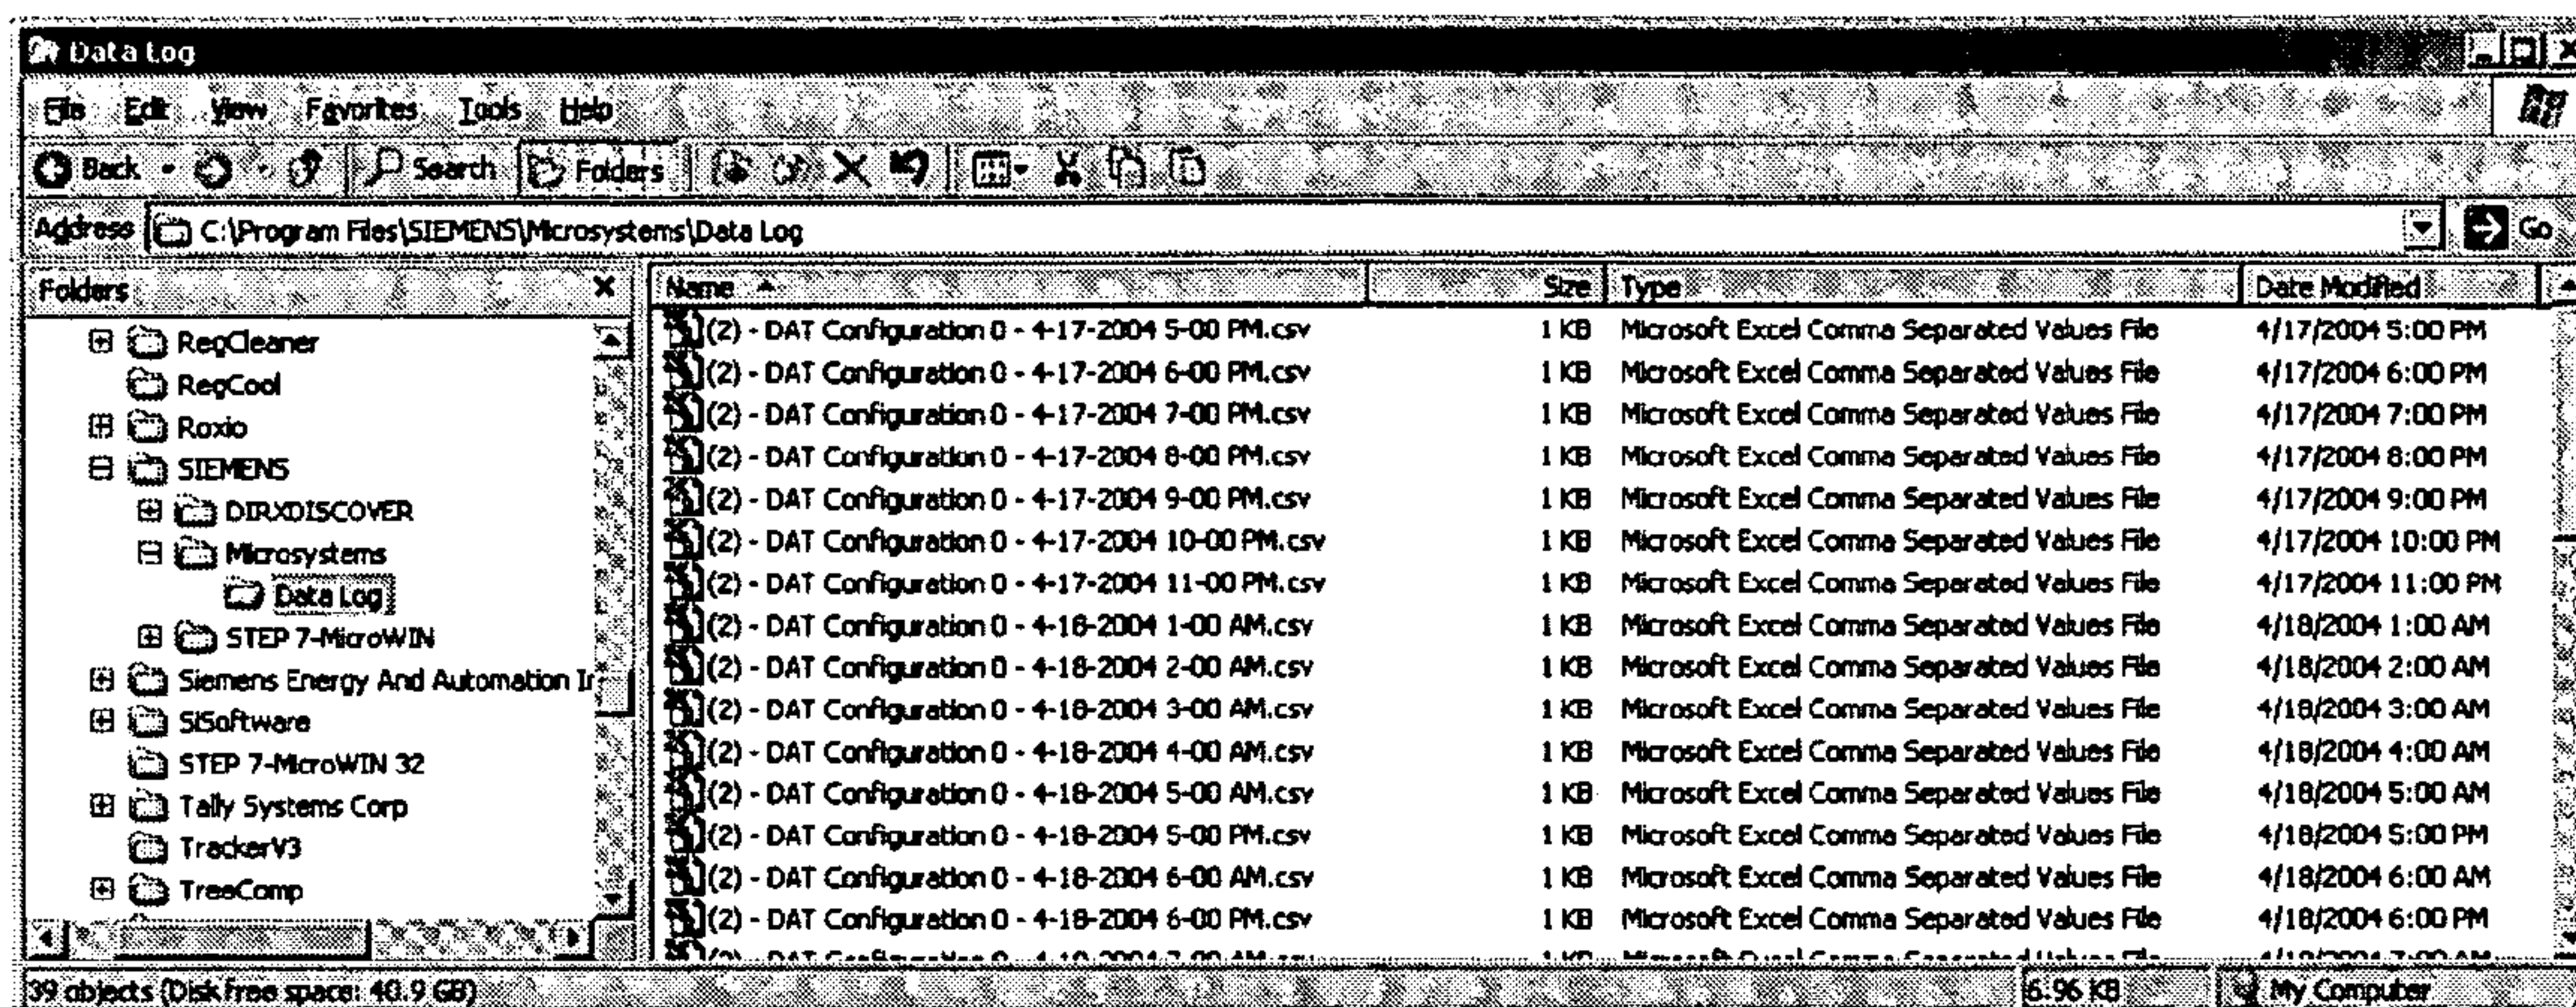 Data Log
File Edit View Favorites Tools Help
Back Search Folders
Address C:\Program Files\SIEMENS\Microsystems\Data Log Go
Folders
RegCleaner
RegCool
Roxio
SIEMENS
DIRXDISCOVER
Microsystems
Data Log
STEP 7-MicroWIN
Siemens Energy And Automation Ir
SiSoftware
STEP 7-MicroWIN 32
Tally Systems Corp
TrackerV3
TreeComp
Name Size Type Date Modified
(2) - DAT Configuration 0 - 4-17-2004 5-00 PM.csv 1 KB Microsoft Excel Comma Separated Values File 4/17/2004 5:00 PM
(2) - DAT Configuration 0 - 4-17-2004 6-00 PM.csv 1 KB Microsoft Excel Comma Separated Values File 4/17/2004 6:00 PM
(2) - DAT Configuration 0 - 4-17-2004 7-00 PM.csv 1 KB Microsoft Excel Comma Separated Values File 4/17/2004 7:00 PM
(2) - DAT Configuration 0 - 4-17-2004 8-00 PM.csv 1 KB Microsoft Excel Comma Separated Values File 4/17/2004 8:00 PM
(2) - DAT Configuration 0 - 4-17-2004 9-00 PM.csv 1 KB Microsoft Excel Comma Separated Values File 4/17/2004 9:00 PM
(2) - DAT Configuration 0 - 4-17-2004 10-00 PM.csv 1 KB Microsoft Excel Comma Separated Values File 4/17/2004 10:00 PM
(2) - DAT Configuration 0 - 4-17-2004 11-00 PM.csv 1 KB Microsoft Excel Comma Separated Values File 4/17/2004 11:00 PM
(2) - DAT Configuration 0 - 4-18-2004 1-00 AM.csv 1 KB Microsoft Excel Comma Separated Values File 4/18/2004 1:00 AM
(2) - DAT Configuration 0 - 4-18-2004 2-00 AM.csv 1 KB Microsoft Excel Comma Separated Values File 4/18/2004 2:00 AM
(2) - DAT Configuration 0 - 4-18-2004 3-00 AM.csv 1 KB Microsoft Excel Comma Separated Values File 4/18/2004 3:00 AM
(2) - DAT Configuration 0 - 4-18-2004 4-00 AM.csv 1 KB Microsoft Excel Comma Separated Values File 4/18/2004 4:00 AM
(2) - DAT Configuration 0 - 4-18-2004 5-00 AM.csv 1 KB Microsoft Excel Comma Separated Values File 4/18/2004 5:00 AM
(2) - DAT Configuration 0 - 4-18-2004 5-00 PM.csv 1 KB Microsoft Excel Comma Separated Values File 4/18/2004 5:00 PM
(2) - DAT Configuration 0 - 4-18-2004 6-00 AM.csv 1 KB Microsoft Excel Comma Separated Values File 4/18/2004 6:00 AM
(2) - DAT Configuration 0 - 4-18-2004 6-00 PM.csv 1 KB Microsoft Excel Comma Separated Values File 4/18/2004 6:00 PM
39 objects (Disk free space: 40.9 GB) 6.96 KB My Computer